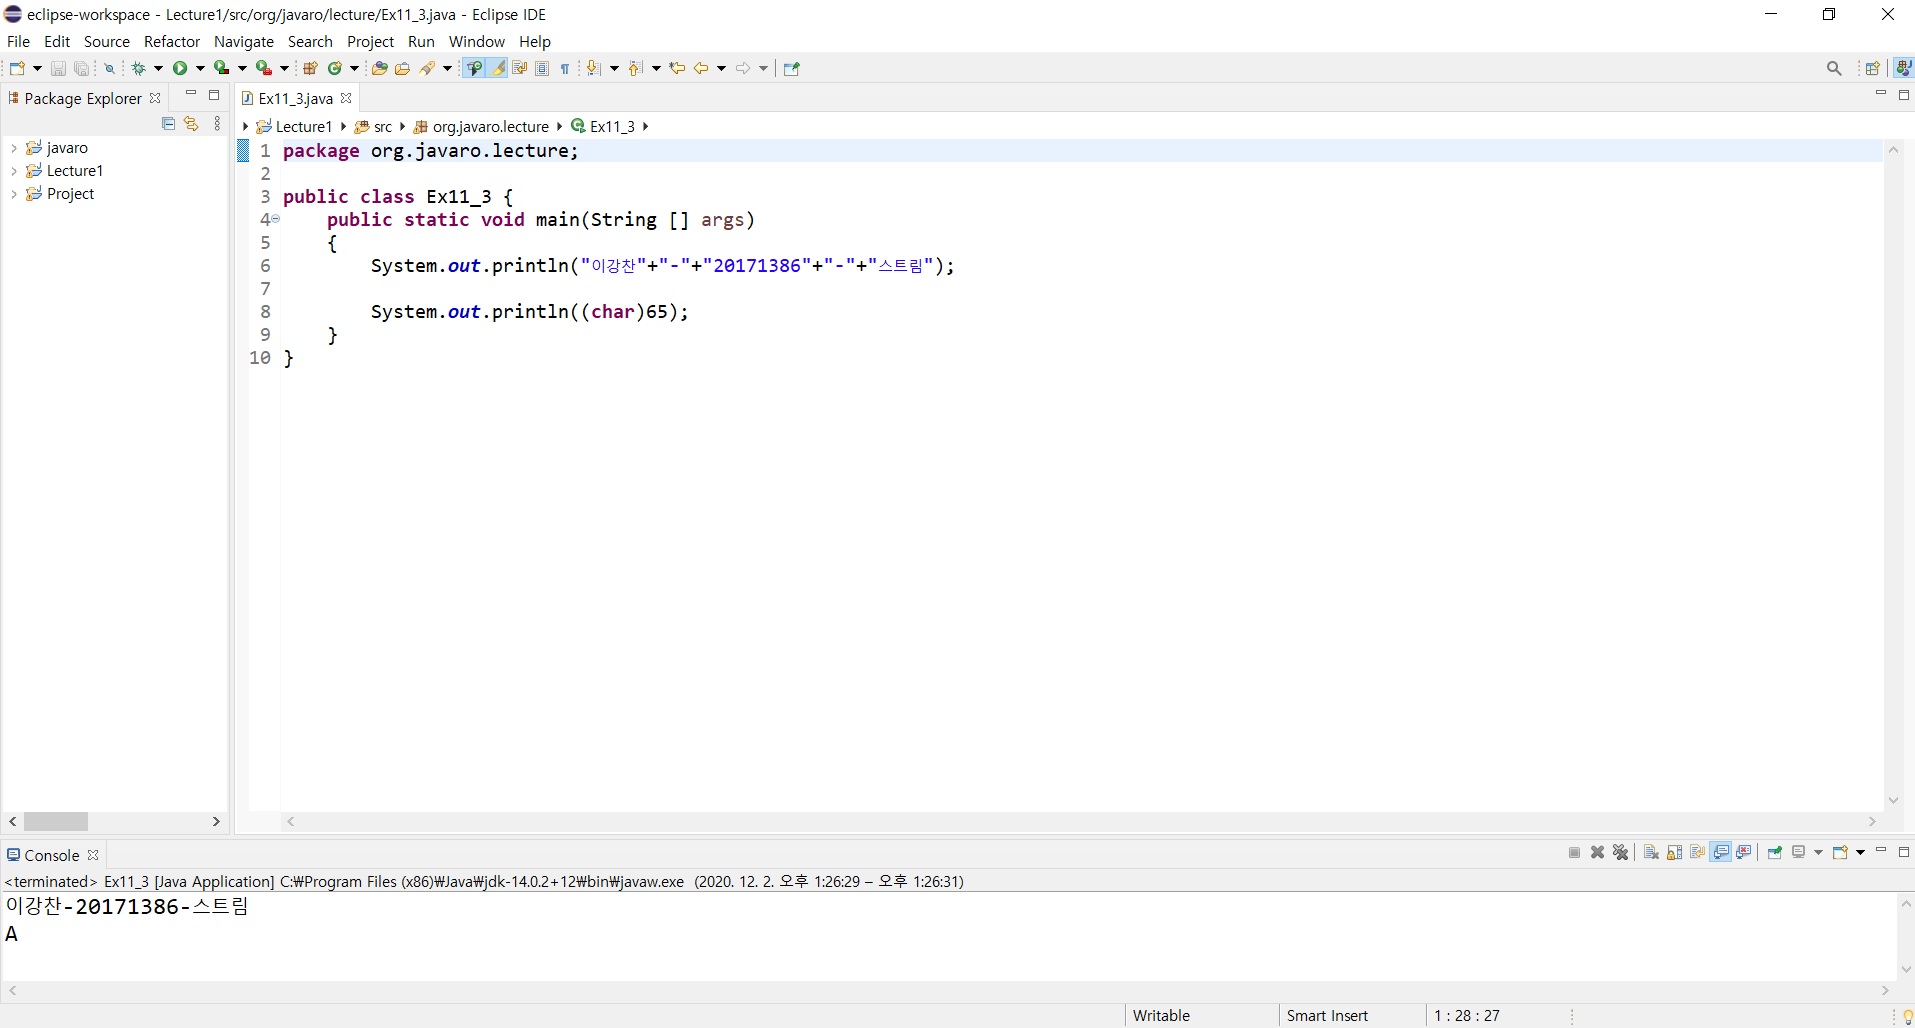 eclipse-workspace - Lecture1/src/org/javaro/lecture/Ex11_3.java - Eclipse IDE
File Edit Source Refactor Navigate Search Project Run Window Help
Package Explorer
javaro
Lecture1
Project
Ex11_3.java
Lecture1 src org.javaro.lecture Ex11_3
1 package org.javaro.lecture;
2
3 public class Ex11_3 {
4 public static void main(String [] args)
5 {
6 System.out.println("이강찬"+"-"+"20171386"+"-"+"스트림");
7
8 System.out.println((char)65);
9 }
10 }
Console
<terminated> Ex11_3 [Java Application] C:₩Program Files (x86)₩Java₩jdk-14.0.2+12₩bin₩javaw.exe (2020. 12. 2. 오후 1:26:29 – 오후 1:26:31)
이강찬-20171386-스트림
A
Writable Smart Insert 1 : 28 : 27